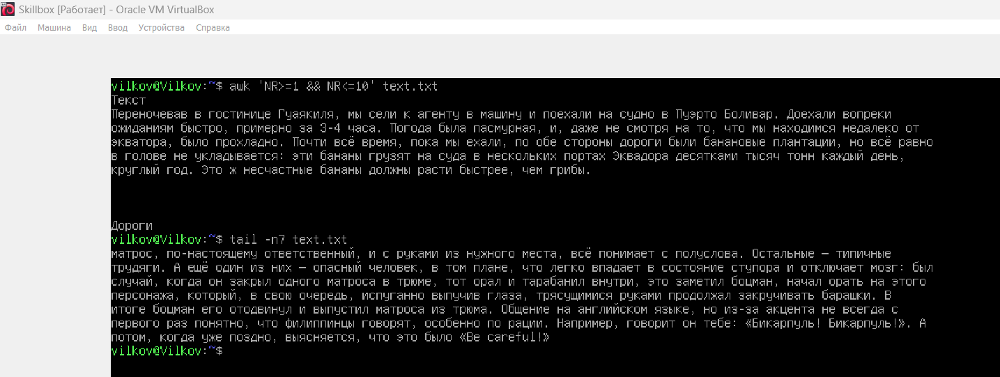 Skillbox [Работает] - Oracle VM VirtualBox
Файл Машина Вид Ввод Устройства Справка
vilkov@Vilkov:~$ awk 'NR>=1 && NR<=10' text.txt
Текст
Переночевав в гостинице Гуаякиля, мы сели к агенту в машину и поехали на судно в Пуэрто Боливар. Доехали вопреки
ожиданиям быстро, примерно за 3-4 часа. Погода была пасмурная, и, даже не смотря на то, что мы находимся недалеко от
экватора, было прохладно. Почти всё время, пока мы ехали, по обе стороны дороги были банановые плантации, но всё равно
в голове не укладывается: эти бананы грузят на суда в нескольких портах Эквадора десятками тысяч тонн каждый день,
круглый год. Это ж несчастные бананы должны расти быстрее, чем грибы.
Дороги
vilkov@Vilkov:~$ tail -n7 text.txt
матрос, по-настоящему ответственный, и с руками из нужного места, всё понимает с полуслова. Остальные — типичные
трудяги. А ещё один из них — опасный человек, в том плане, что легко впадает в состояние ступора и отключает мозг: был
случай, когда он закрыл одного матроса в трюме, тот орал и тарабанил внутри, это заметил боцман, начал орать на этого
персонажа, который, в свою очередь, испуганно выпучив глаза, трясущимися руками продолжал закручивать барашки. В
итоге боцман его отодвинул и выпустил матроса из трюма. Общение на английском языке, но из-за акцента не всегда с
первого раз понятно, что филиппинцы говорят, особенно по рации. Например, говорит он тебе: «Бикарпуль! Бикарпуль!». А
потом, когда уже поздно, выясняется, что это было «Be careful!»
vilkov@Vilkov:~$